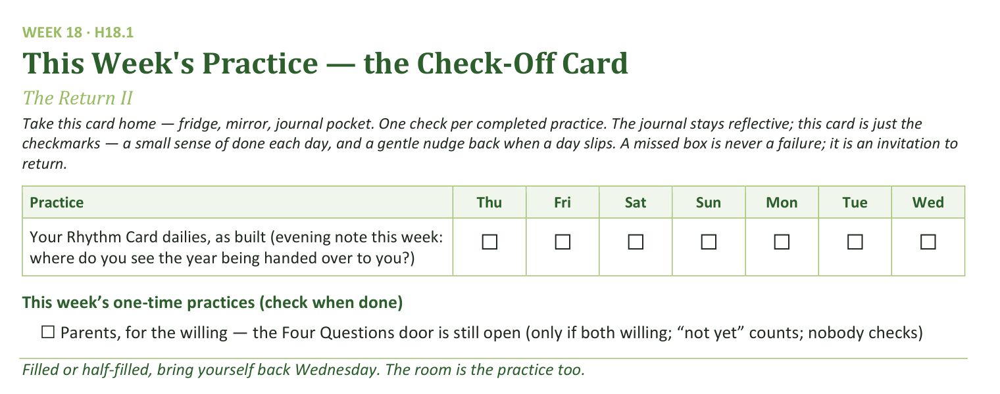 WEEK 18 · H18.1
This Week's Practice — the Check-Off Card
The Return II
Take this card home — fridge, mirror, journal pocket. One check per completed practice. The journal stays reflective; this card is just the
checkmarks — a small sense of done each day, and a gentle nudge back when a day slips. A missed box is never a failure; it is an invitation to
return.
Practice Thu Fri Sat Sun Mon Tue Wed
Your Rhythm Card dailies, as built (evening note this week: ☐ ☐ ☐ ☐ ☐ ☐ ☐
where do you see the year being handed over to you?)
This week’s one-time practices (check when done)
☐ Parents, for the willing — the Four Questions door is still open (only if both willing; “not yet” counts; nobody checks)
Filled or half-filled, bring yourself back Wednesday. The room is the practice too.